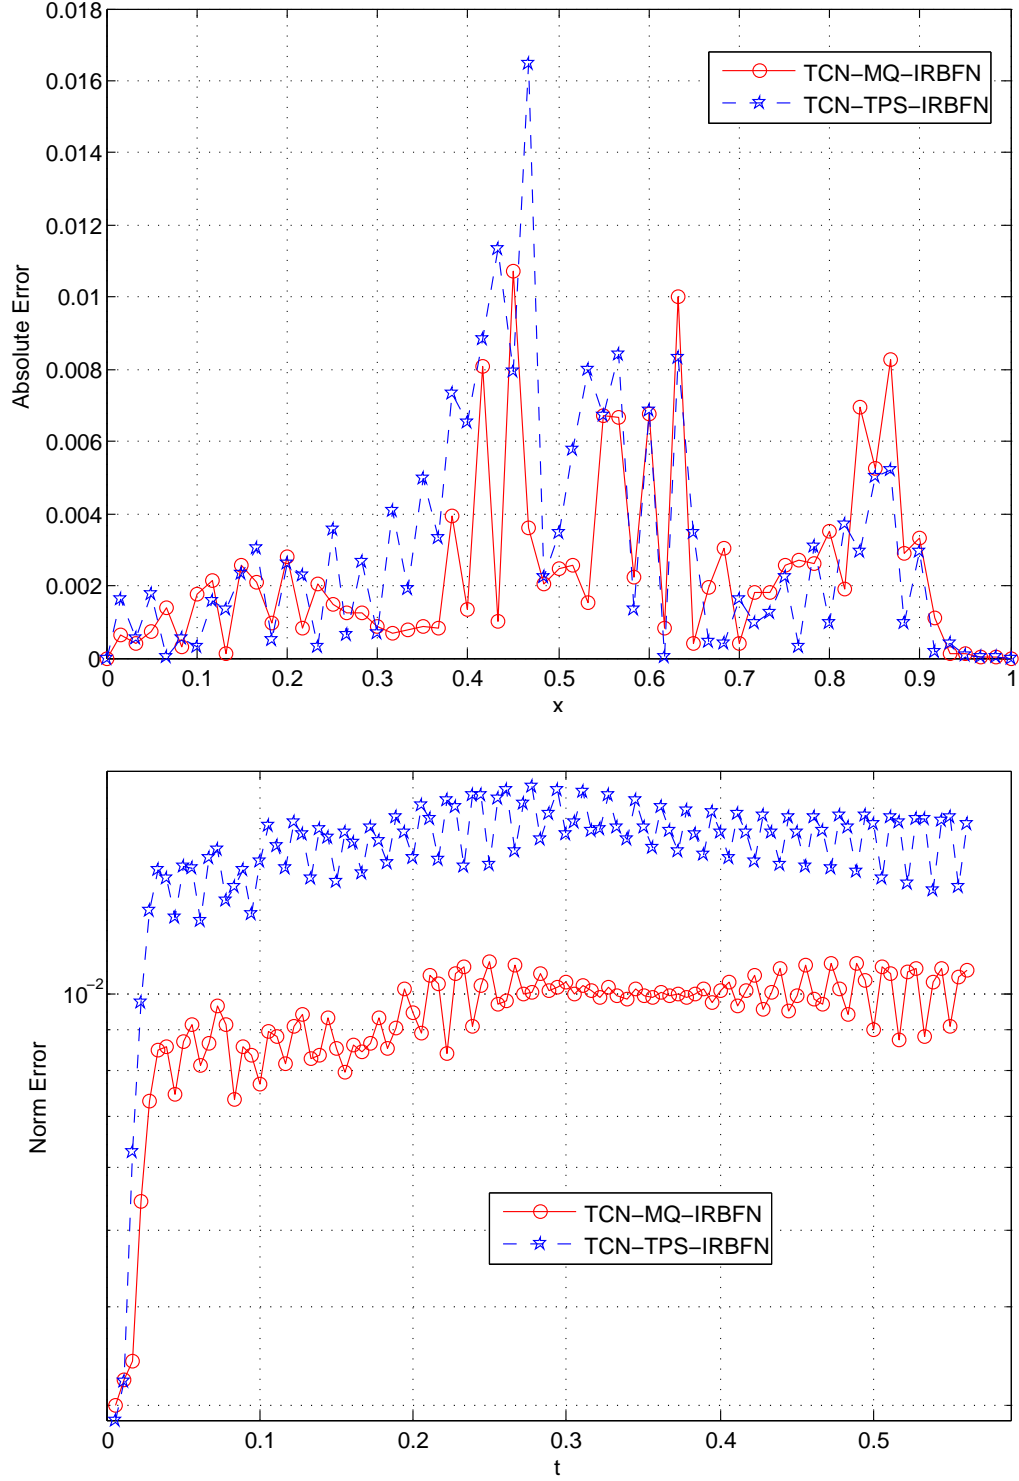 0.018
0.016
0.014
0.012
0.01
0.008
0.006
0.004
0.002
0
Absolute Error
TCN−MQ−IRBFN
TCN−TPS−IRBFN
0 0.1 0.2 0.3 0.4 0.5 0.6 0.7 0.8 0.9 1
x
10−2
Norm Error
TCN−MQ−IRBFN
TCN−TPS−IRBFN
0 0.1 0.2 0.3 0.4 0.5
t